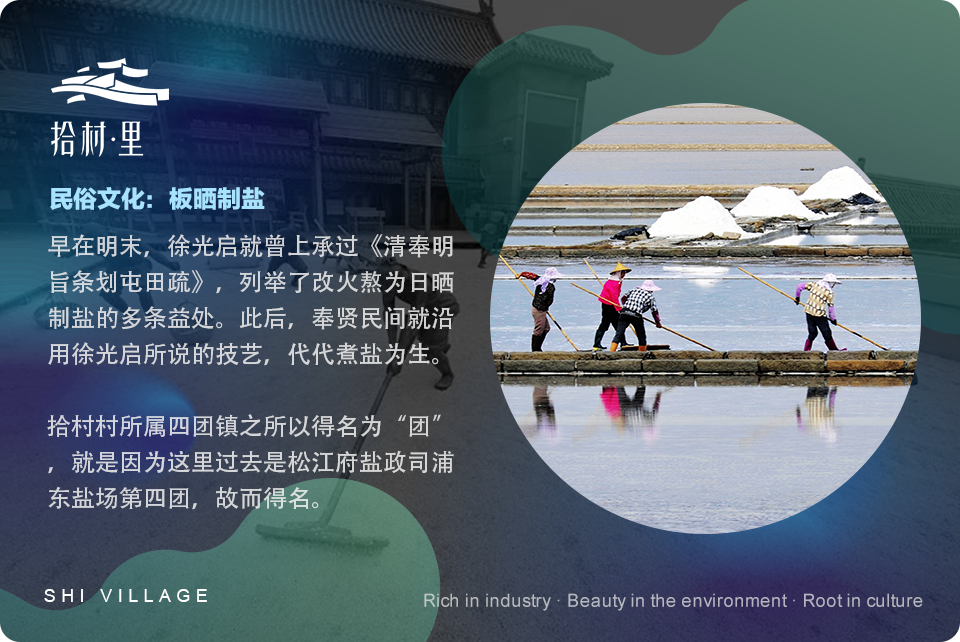 拾村·里
民俗文化：板晒制盐
早在明末，徐光启就曾上承过《清奉明
旨条划屯田疏》，列举了改火熬为日晒
制盐的多条益处。此后，奉贤民间就沿
用徐光启所说的技艺，代代煮盐为生。
拾村村所属四团镇之所以得名为“团”
，就是因为这里过去是松江府盐政司浦
东盐场第四团，故而得名。
SHI VILLAGE
Rich in industry · Beauty in the environment · Root in culture